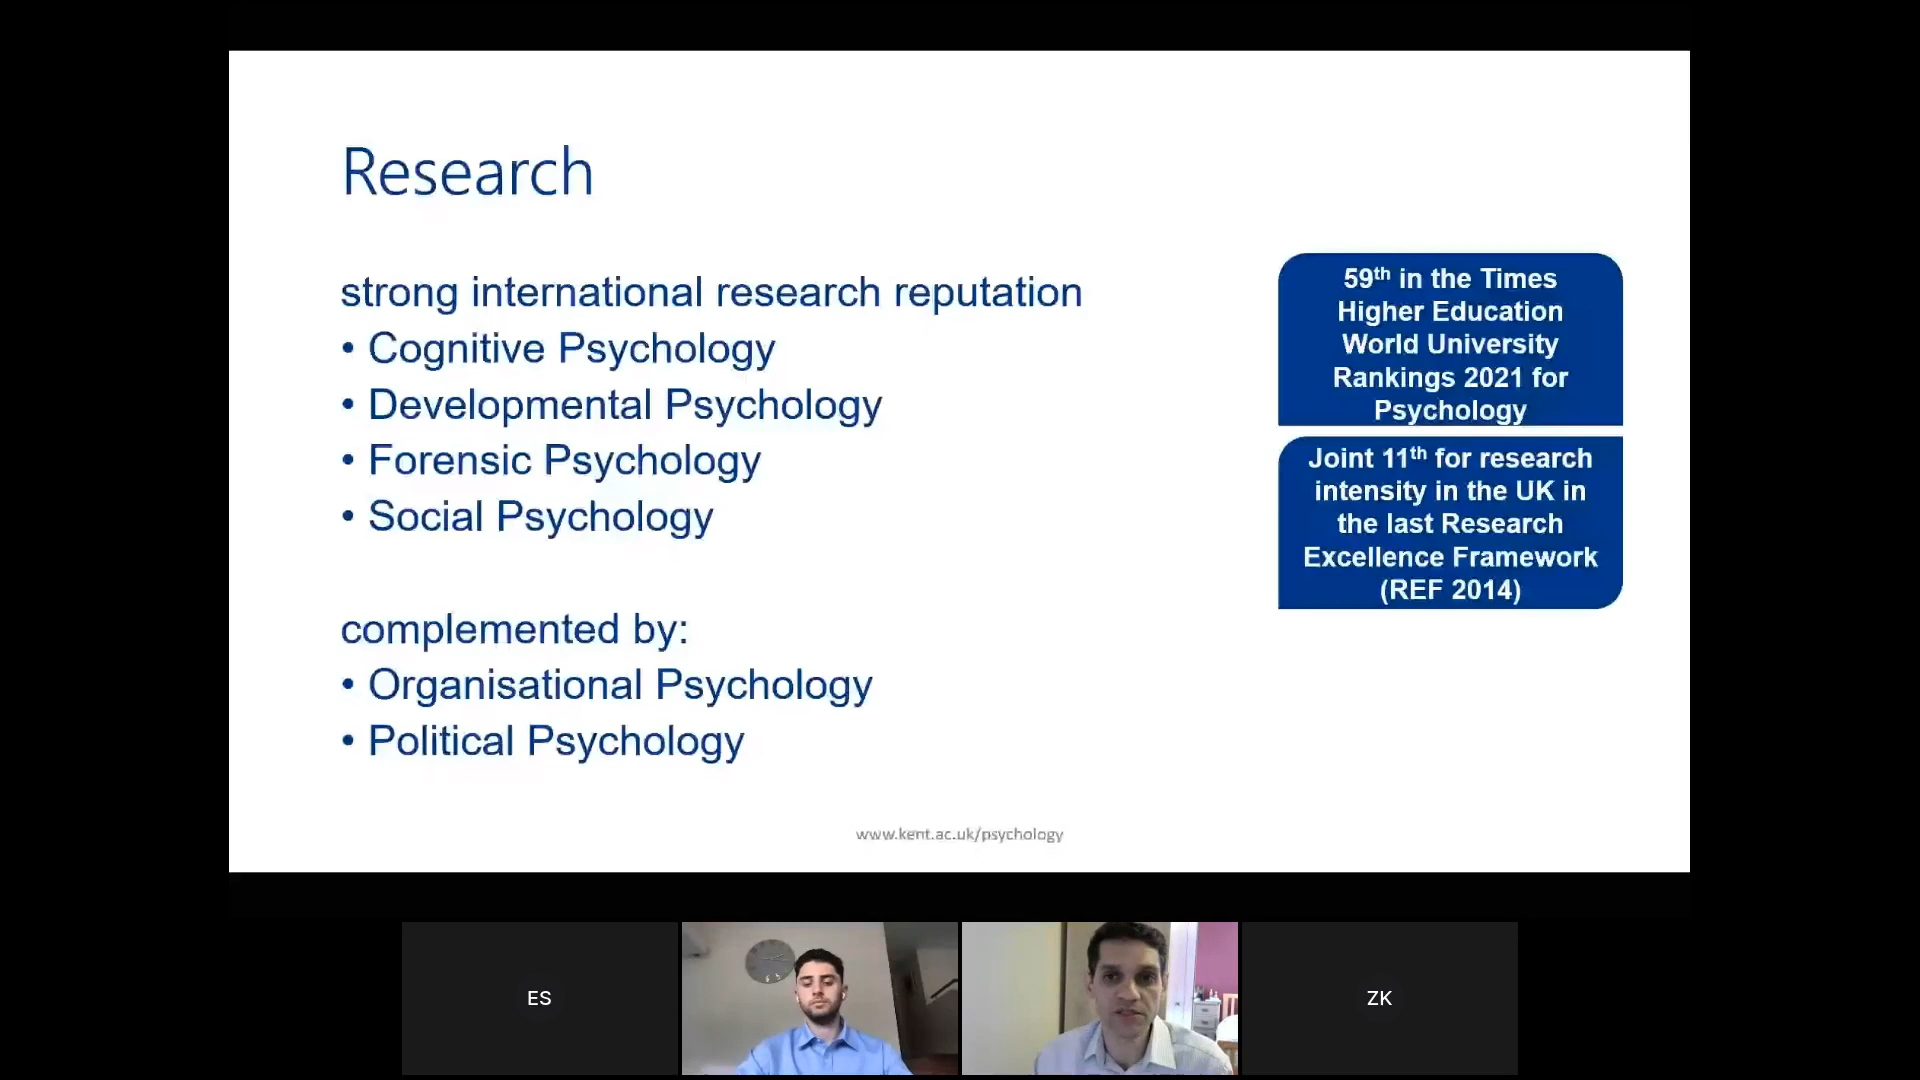 Research
strong international research reputation
• Cognitive Psychology
• Developmental Psychology
• Forensic Psychology
• Social Psychology
complemented by:
• Organisational Psychology
• Political Psychology
59th in the Times
Higher Education
World University
Rankings 2021 for
Psychology
Joint 11th for research
intensity in the UK in
the last Research
Excellence Framework
(REF 2014)
www.kent.ac.uk/psychology
ES
ZK